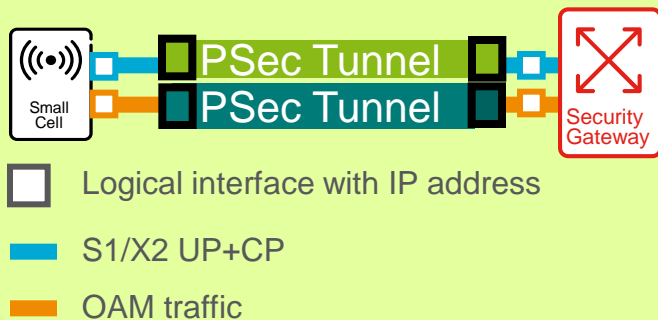 PSec Tunnel
PSec Tunnel
Small
Cell
Security
Gateway
Logical interface with IP address
S1/X2 UP+CP
OAM traffic